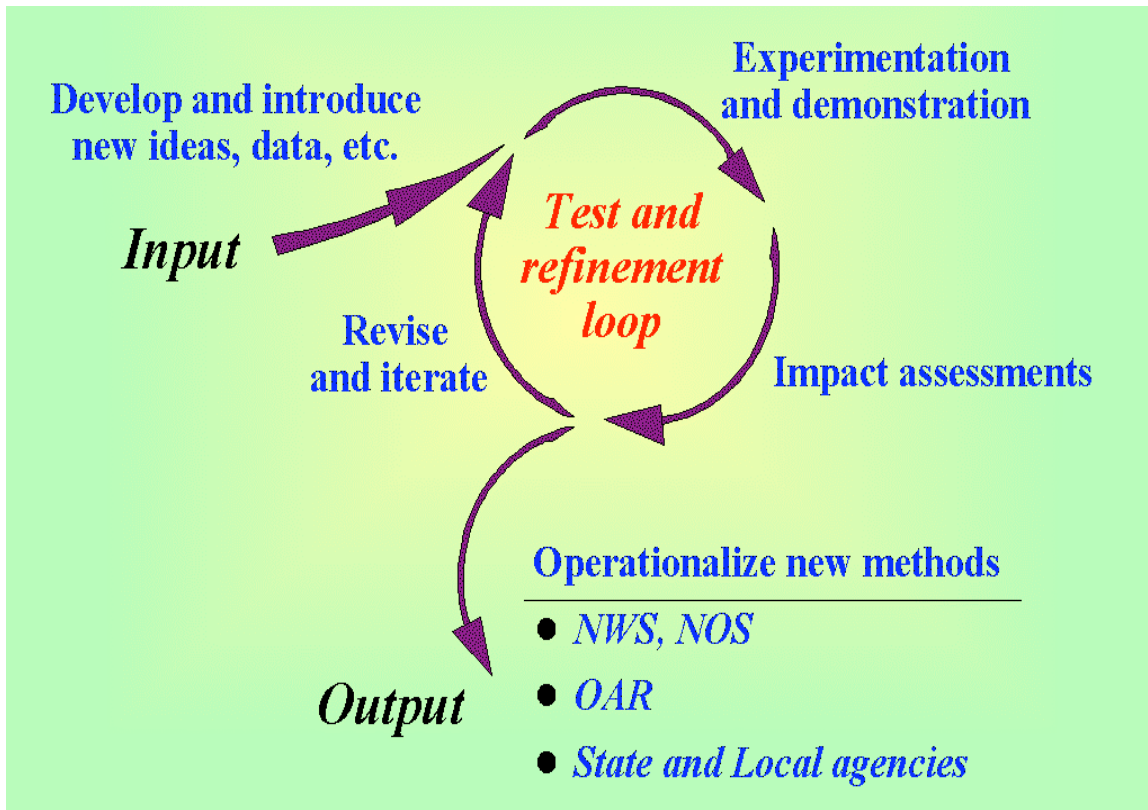 Develop and introduce
new ideas, data, etc.
Input
Experimentation
and demonstration
Test and
refinement
loop
Revise
and iterate
Impact assessments
Output
Operationalize new methods
● NWS, NOS
● OAR
● State and Local agencies